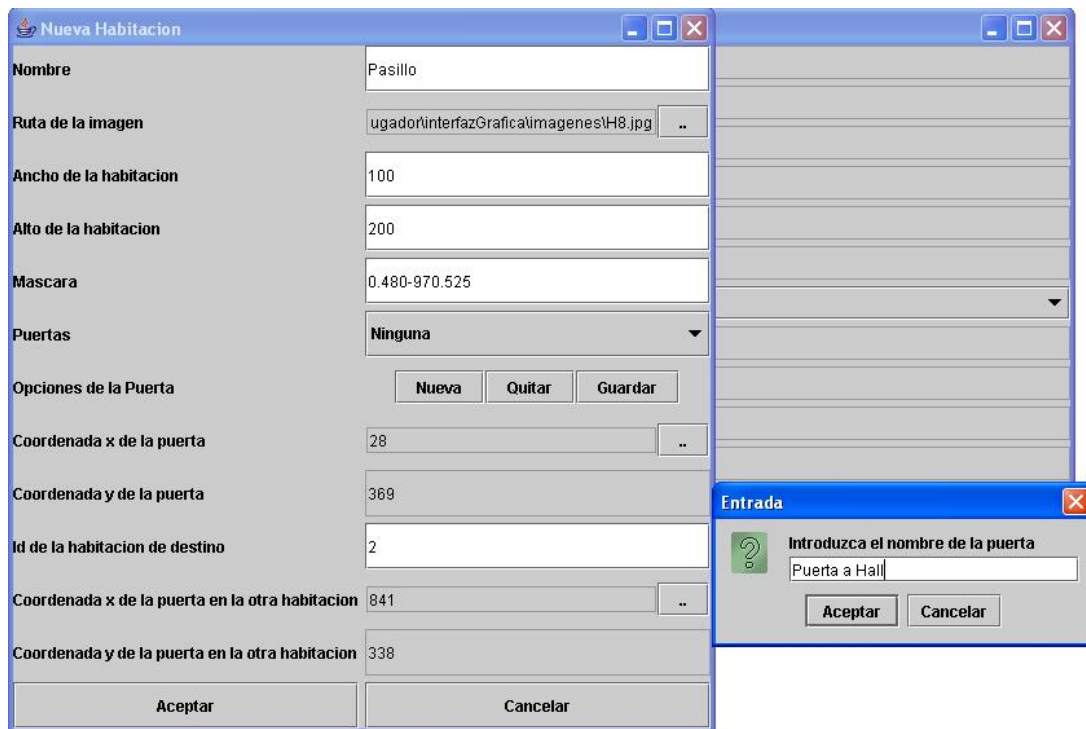 Nueva Habitacion
Nombre Pasillo
Ruta de la imagen ugador\interfazGrafica\imagenes\H8.jpg ..
Ancho de la habitacion 100
Alto de la habitacion 200
Mascara 0.480-970.525
Puertas Ninguna
Opciones de la Puerta Nueva Quitar Guardar
Coordenada x de la puerta 28 ..
Coordenada y de la puerta 369
Id de la habitacion de destino 2
Coordenada x de la puerta en la otra habitacion 841 ..
Coordenada y de la puerta en la otra habitacion 338
Aceptar Cancelar
Entrada
Introduzca el nombre de la puerta
Puerta a Hall
Aceptar Cancelar